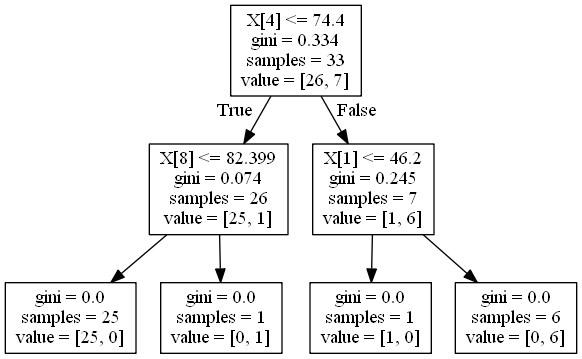 X[4] <= 74.4
gini = 0.334
samples = 33
value = [26, 7]
True
False
X[8] <= 82.399
gini = 0.074
samples = 26
value = [25, 1]
X[1] <= 46.2
gini = 0.245
samples = 7
value = [1, 6]
gini = 0.0
samples = 25
value = [25, 0]
gini = 0.0
samples = 1
value = [0, 1]
gini = 0.0
samples = 1
value = [1, 0]
gini = 0.0
samples = 6
value = [0, 6]